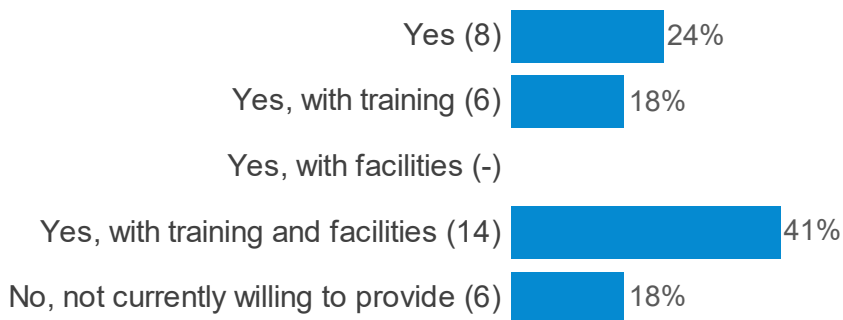 Yes (8) 24%
Yes, with training (6) 18%
Yes, with facilities (-)
Yes, with training and facilities (14) 41%
No, not currently willing to provide (6) 18%